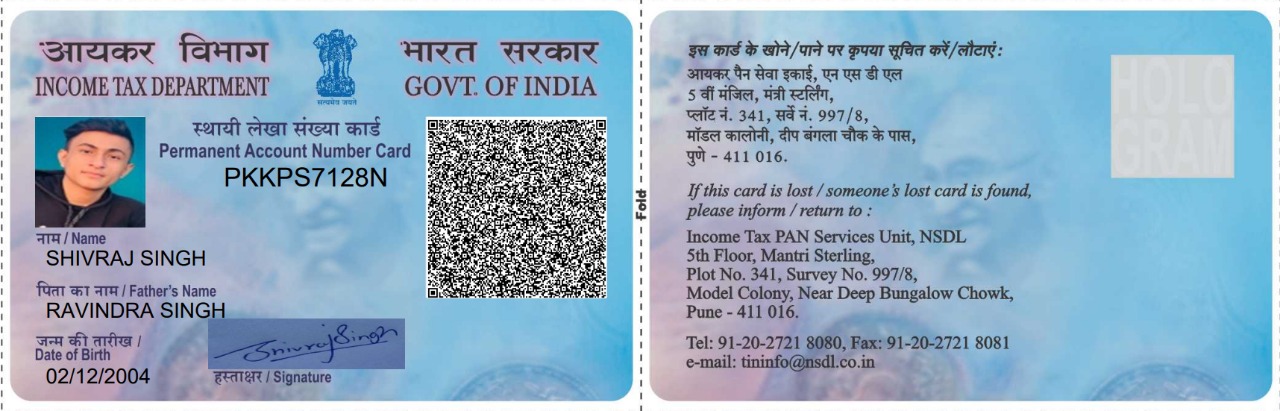 आयकर विभाग
INCOME TAX DEPARTMENT
सत्यमेव जयते
भारत सरकार
GOVT. OF INDIA
स्थायी लेखा संख्या कार्ड
Permanent Account Number Card
PKKPS7128N
नाम / Name
SHIVRAJ SINGH
पिता का नाम / Father's Name
RAVINDRA SINGH
जन्म की तारीख /
Date of Birth
02/12/2004
ShivrajSingh
हस्ताक्षर / Signature
Fold
इस कार्ड के खोने/पाने पर कृपया सूचित करें/लौटाएं :
आयकर पैन सेवा इकाई, एन एस डी एल
5 वीं मंजिल, मंत्री स्टर्लिंग,
प्लॉट नं. 341, सर्वे नं. 997/8,
मॉडल कालोनी, दीप बंगला चौक के पास,
पुणे - 411 016.
If this card is lost / someone's lost card is found,
please inform / return to :
Income Tax PAN Services Unit, NSDL
5th Floor, Mantri Sterling,
Plot No. 341, Survey No. 997/8,
Model Colony, Near Deep Bungalow Chowk,
Pune - 411 016.
Tel: 91-20-2721 8080, Fax: 91-20-2721 8081
e-mail: tininfo@nsdl.co.in
HOLO
GRAM